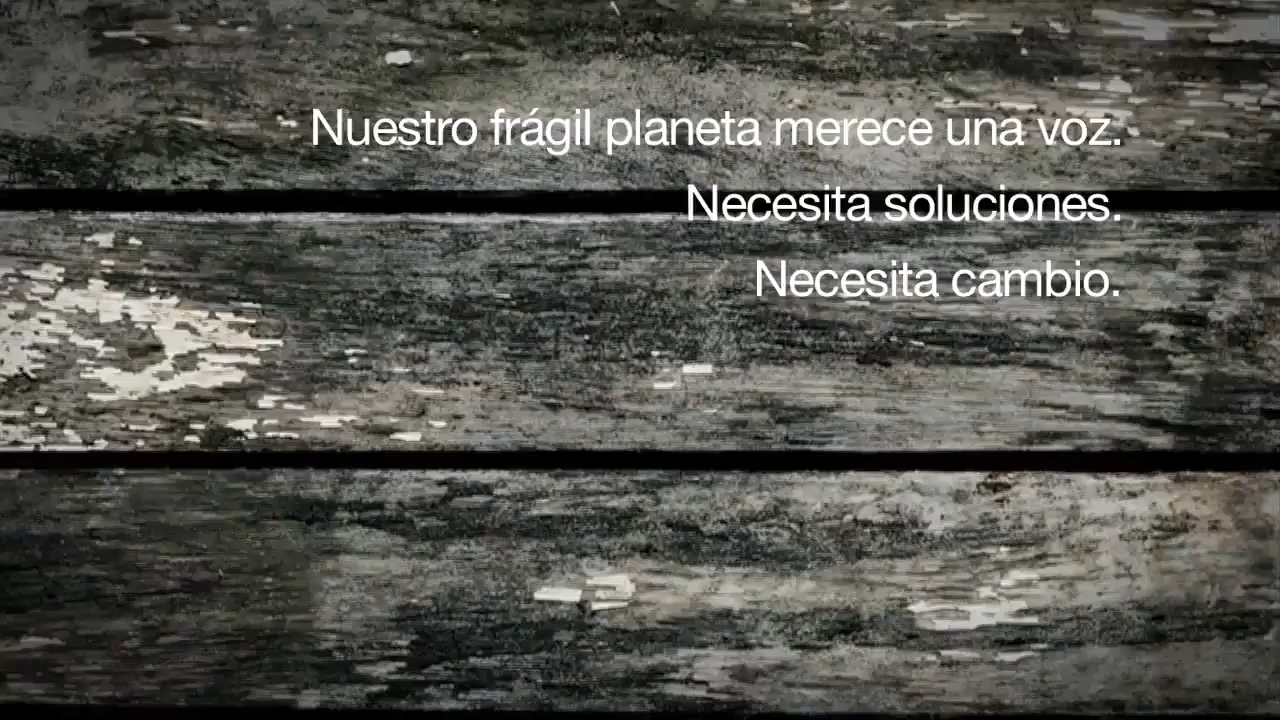 Nuestro frágil planeta merece una voz.
Necesita soluciones.
Necesita cambio.